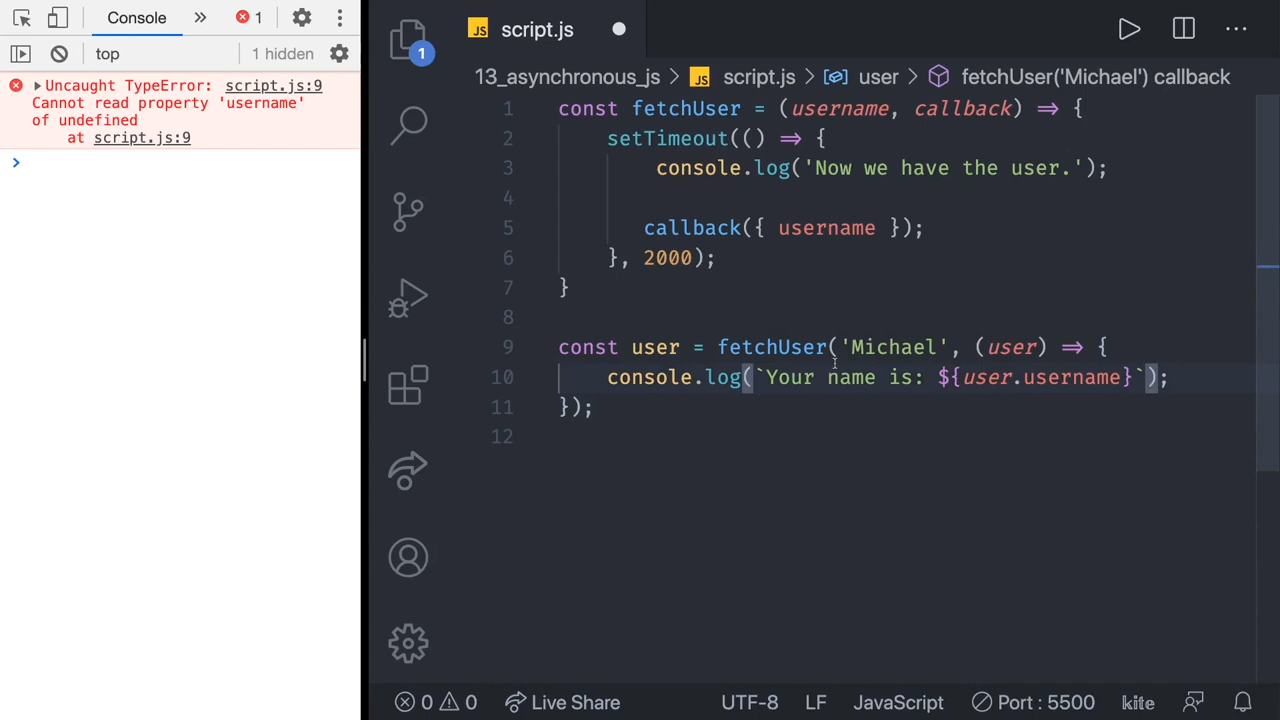 Console » 1
top 1 hidden
Uncaught TypeError: script.js:9
Cannot read property 'username'
of undefined
at script.js:9
>
1
JS script.js
13_asynchronous_js > JS script.js > user > fetchUser('Michael') callback
1 const fetchUser = (username, callback) => {
2 setTimeout(() => {
3 console.log('Now we have the user.');
4
5 callback({ username });
6 }, 2000);
7 }
8
9 const user = fetchUser('Michael', (user) => {
10 console.log(`Your name is: ${user.username}`);
11 });
12
0 0 Live Share UTF-8 LF JavaScript Port : 5500 kite